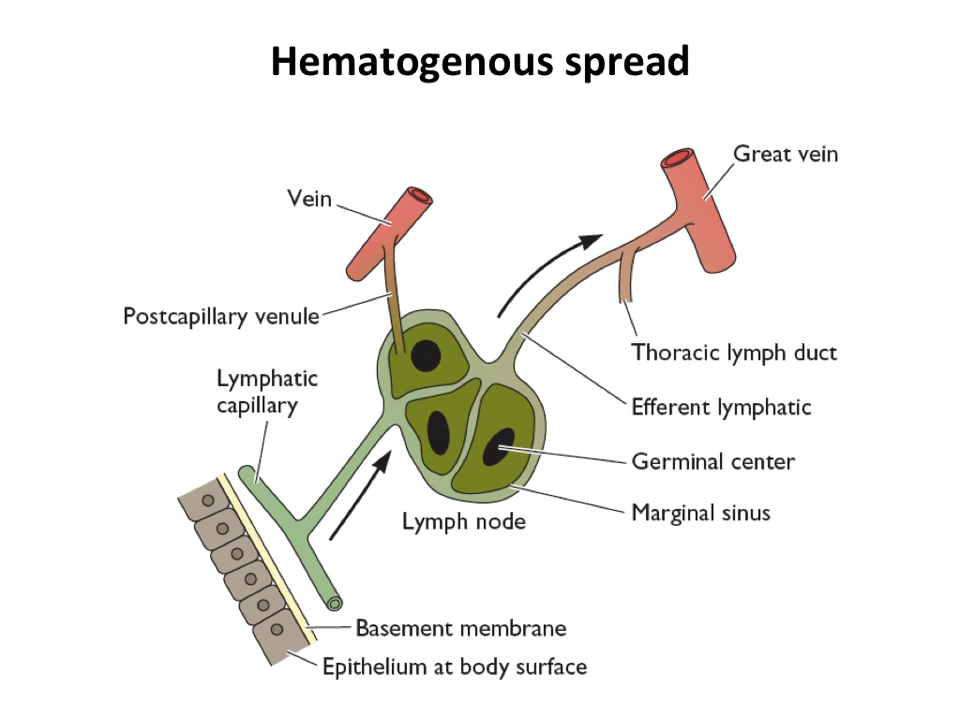 Hematogenous spread
Great vein
Vein
Postcapillary venule
Thoracic lymph duct
Lymphatic
capillary
Efferent lymphatic
Germinal center
Marginal sinus
Lymph node
Basement membrane
Epithelium at body surface